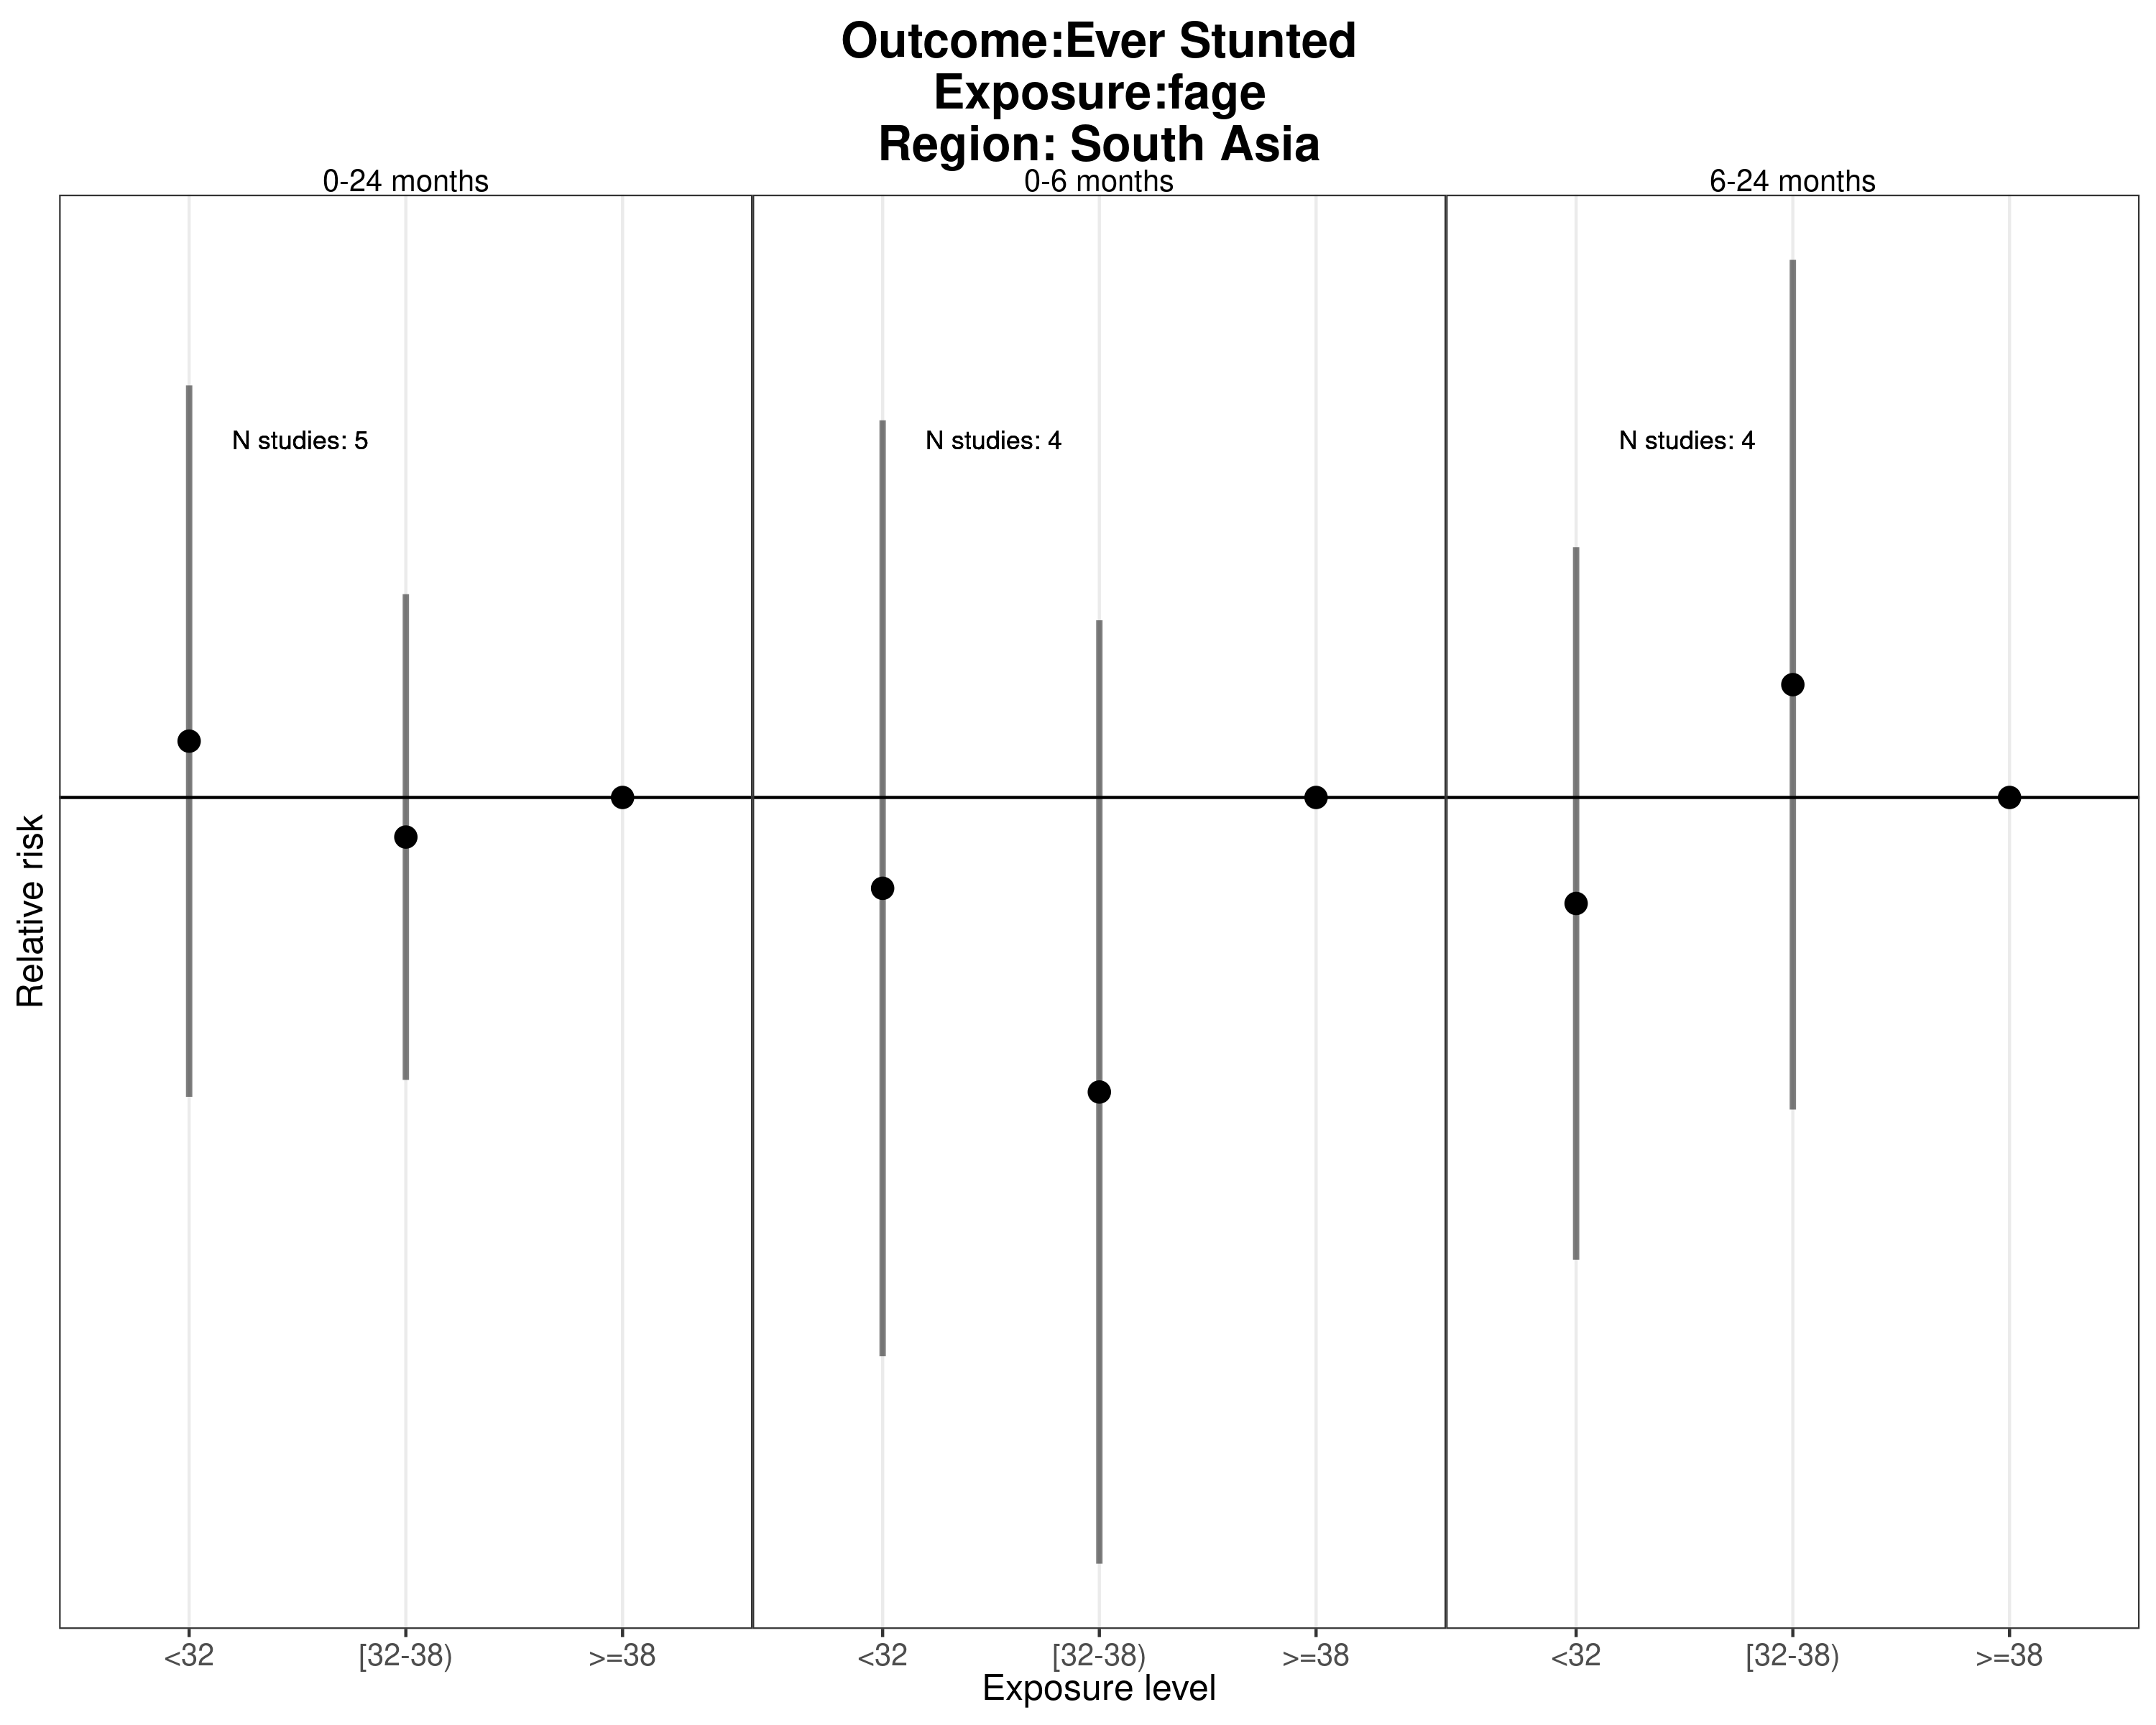 Outcome:Ever Stunted
Exposure:fage
Region: South Asia
0-24 months
0-6 months
6-24 months
N studies: 5
N studies: 4
N studies: 4
Relative risk
<32
[32-38)
>=38
<32
[32-38)
>=38
<32
[32-38)
>=38
Exposure level